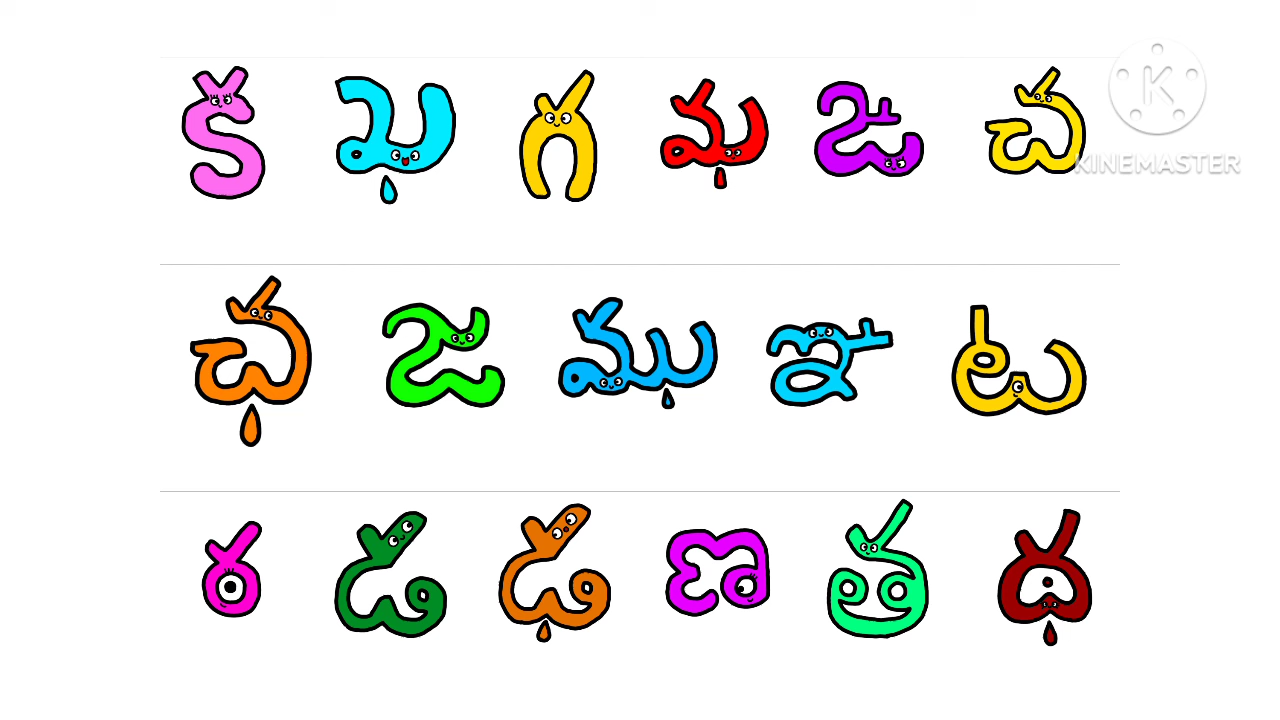 క ఖ గ ఘ ఙ చ
ఛ జ ఝ ఞ ట
ఠ డ ఢ ణ త థ
KINEMASTER